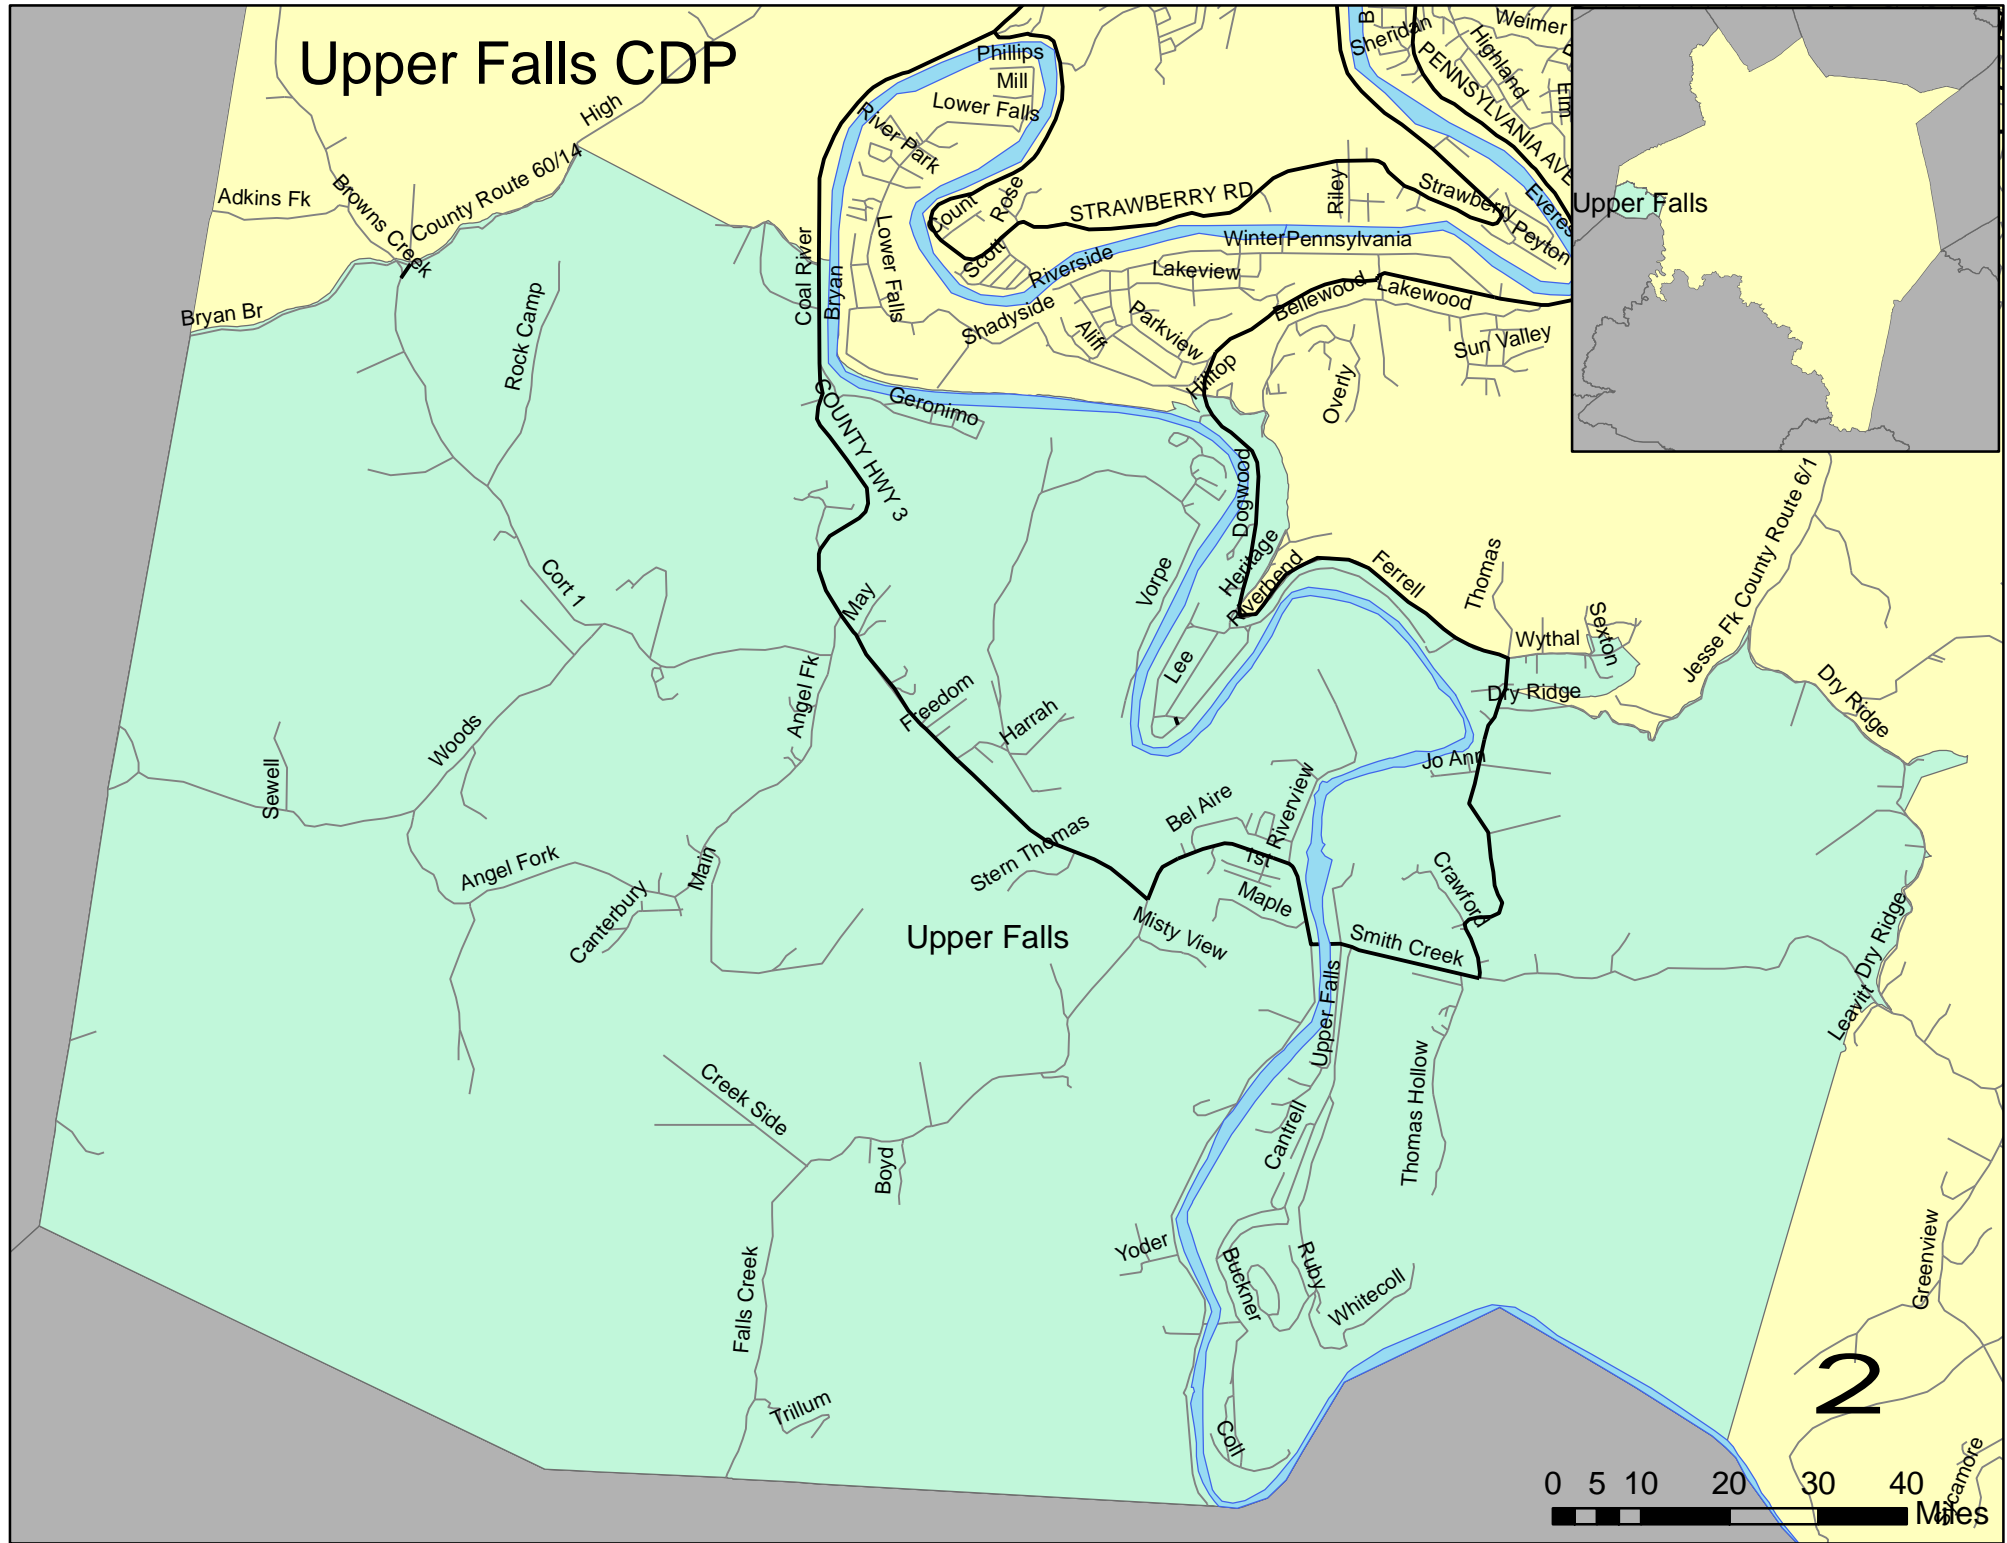 Upper Falls CDP
Phillips
Mill
Lower Falls
River Park
High
Sheridan
B
Weimer
Highland
PENNSYLVANIA AVE
Elm
Adkins Fk
Browns Creek
County Route 60/14
Bryan Br
Rock Camp
Coal River
Bryan
Lower Falls
Count
Rose
Scott
STRAWBERRY RD
Riley
Strawberry
Everes
Peyton
Riverside
Winter
Pennsylvania
Lakeview
Shadyside
Aliff
Parkview
Bellewood
Lakewood
Sun Valley
Hilltop
Overly
Upper Falls
COUNTY HWY 3
Geronimo
Dogwood
Heritage
Riverbend
Ferrell
Vorpe
Lee
Thomas
Wythal
Sexton
Jesse Fk County Route 6/1
Dry Ridge
Dry Ridge
Cort 1
May
Angel Fk
Freedom
Harrah
Woods
Sewell
Jo Ann
Bel Aire
Riverview
1st
Maple
Stern Thomas
Misty View
Angel Fork
Main
Canterbury
Upper Falls
Crawford
Smith Creek
Dry Ridge
Leavitt
Upper Falls
Thomas Hollow
Cantrell
Creek Side
Boyd
Yoder
Buckner
Ruby
Whitecoll
Falls Creek
Trillum
Coll
Greenview
2
Sycamore
0 5 10 20 30 40
Miles